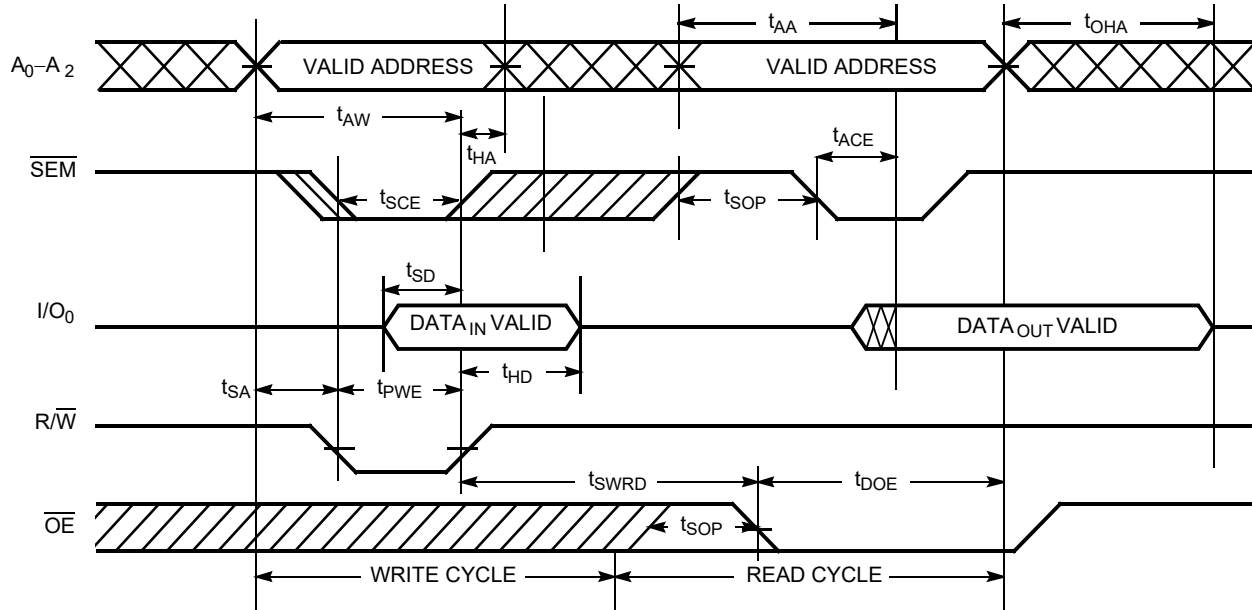 tAA
tOHA
A0–A2
VALID ADDRESS
VALID ADDRESS
tAW
tHA
tACE
SEM
tSCE
tSOP
tSD
I/O0
DATAIN VALID
DATAOUT VALID
tSA
tPWE
tHD
R/W
tSWRD
tDOE
OE
tSOP
WRITE CYCLE
READ CYCLE